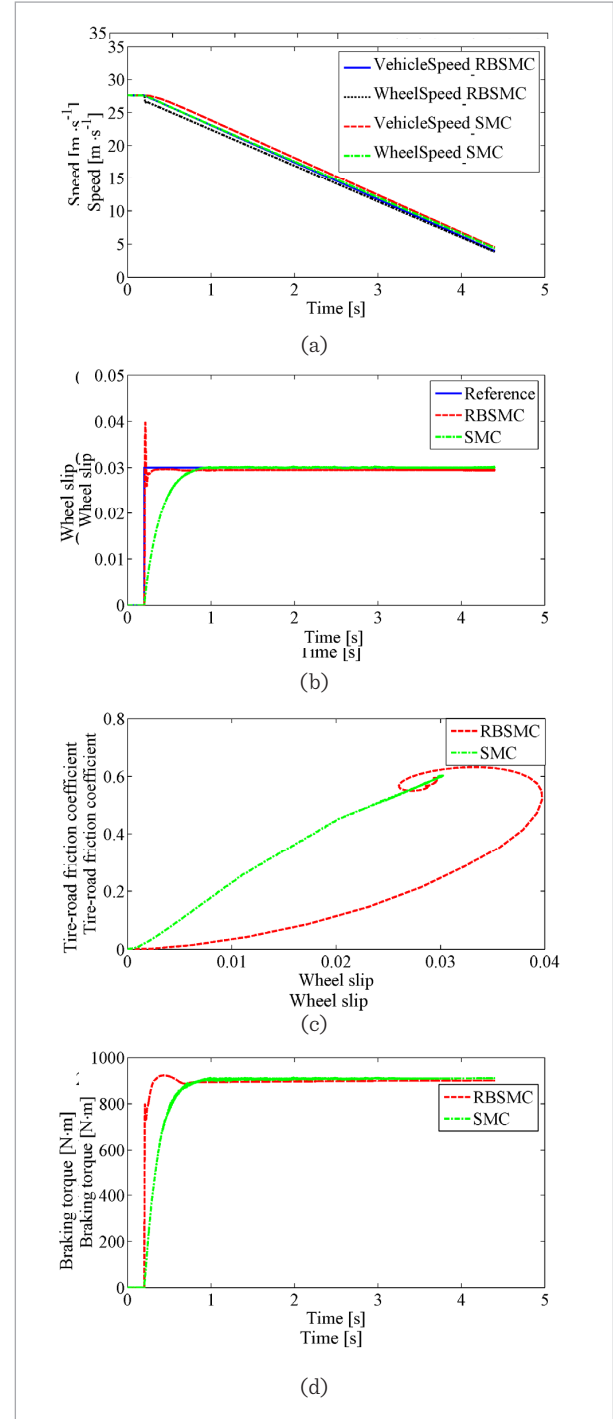 35
35
30
25
20
15
10
5
0
Speed [m·s⁻¹]
Speed [m·s⁻¹]
VehicleSpeed_RBSMC
WheelSpeed_RBSMC
VehicleSpeed_SMC
WheelSpeed_SMC
0 1 2 3 4 5
Time [s]
(a)
0.05
0.04
0.03
0.02
0.01
0
Wheel slip
Wheel slip
Reference
RBSMC
SMC
0 1 2 3 4 5
Time [s]
Time [s]
(b)
0.8
0.6
0.4
0.2
0
Tire-road friction coefficient
Tire-road friction coefficient
RBSMC
SMC
0 0.01 0.02 0.03 0.04
Wheel slip
Wheel slip
(c)
1000
800
600
400
200
0
Braking torque [N·m]
Braking torque [N·m]
RBSMC
SMC
0 1 2 3 4 5
Time [s]
Time [s]
(d)